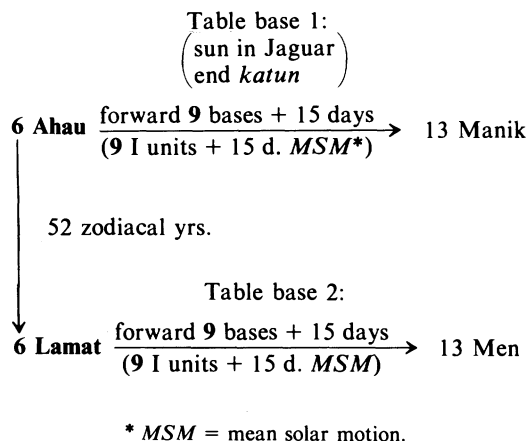 Table base 1:
(sun in Jaguar
end katun)
6 Ahau forward 9 bases + 15 days 13 Manik
(9 I units + 15 d. MSM*)
52 zodiacal yrs.
Table base 2:
6 Lamat forward 9 bases + 15 days 13 Men
(9 I units + 15 d. MSM)
* MSM = mean solar motion.